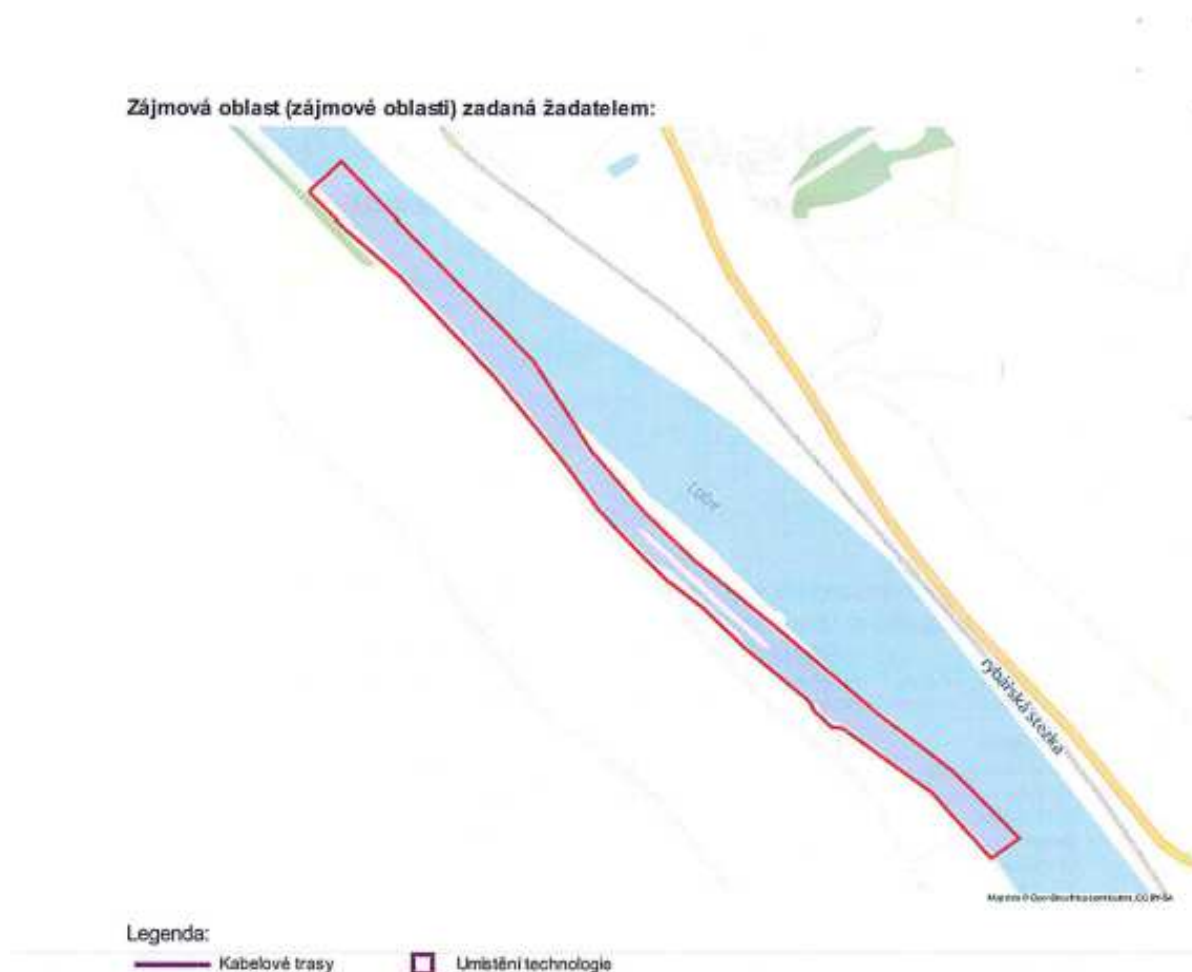 Zájmová oblast (zájmové oblasti) zadaná žadatelem:
rybářská stezka
Legenda:
Kabelové trasy
Umístění technologie